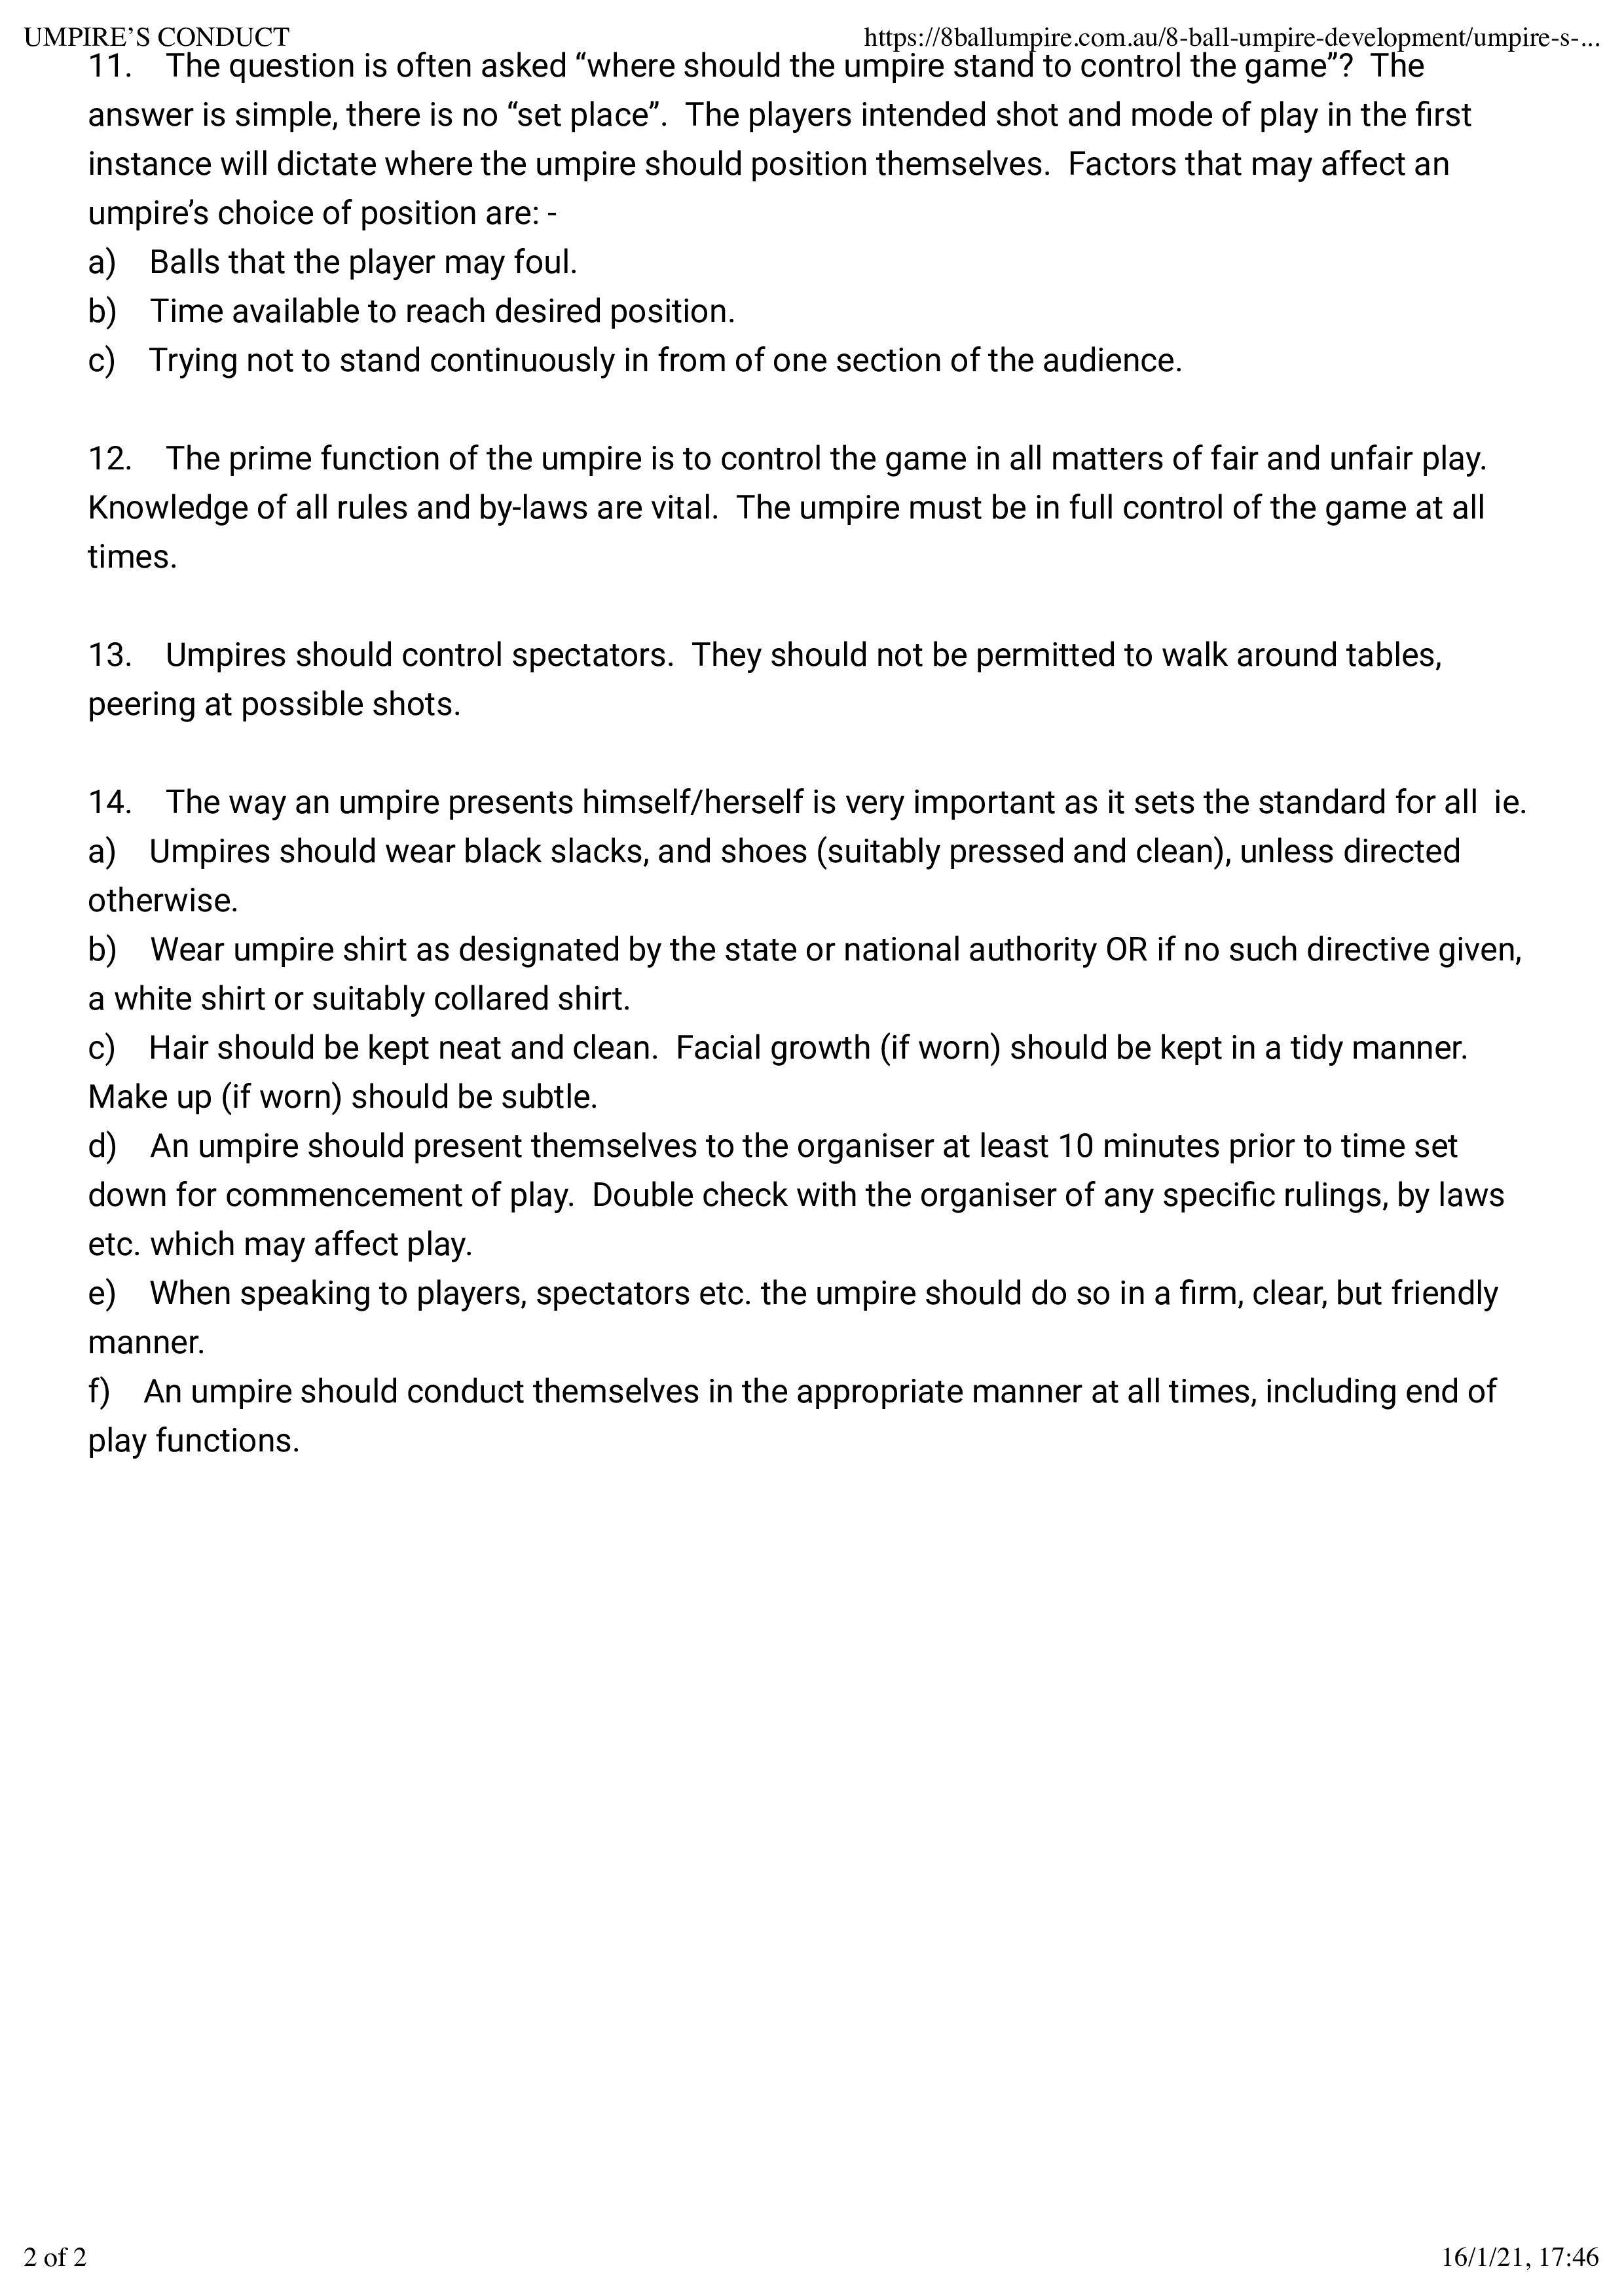 UMPIRE’S CONDUCT
https://8ballumpire.com.au/8-ball-umpire-development/umpire-s-...
11. The question is often asked “where should the umpire stand to control the game”? The
answer is simple, there is no “set place”. The players intended shot and mode of play in the first
instance will dictate where the umpire should position themselves. Factors that may affect an
umpire’s choice of position are: -
a) Balls that the player may foul.
b) Time available to reach desired position.
c) Trying not to stand continuously in from of one section of the audience.
12. The prime function of the umpire is to control the game in all matters of fair and unfair play.
Knowledge of all rules and by-laws are vital. The umpire must be in full control of the game at all
times.
13. Umpires should control spectators. They should not be permitted to walk around tables,
peering at possible shots.
14. The way an umpire presents himself/herself is very important as it sets the standard for all ie.
a) Umpires should wear black slacks, and shoes (suitably pressed and clean), unless directed
otherwise.
b) Wear umpire shirt as designated by the state or national authority OR if no such directive given,
a white shirt or suitably collared shirt.
c) Hair should be kept neat and clean. Facial growth (if worn) should be kept in a tidy manner.
Make up (if worn) should be subtle.
d) An umpire should present themselves to the organiser at least 10 minutes prior to time set
down for commencement of play. Double check with the organiser of any specific rulings, by laws
etc. which may affect play.
e) When speaking to players, spectators etc. the umpire should do so in a firm, clear, but friendly
manner.
f) An umpire should conduct themselves in the appropriate manner at all times, including end of
play functions.
2 of 2
16/1/21, 17:46